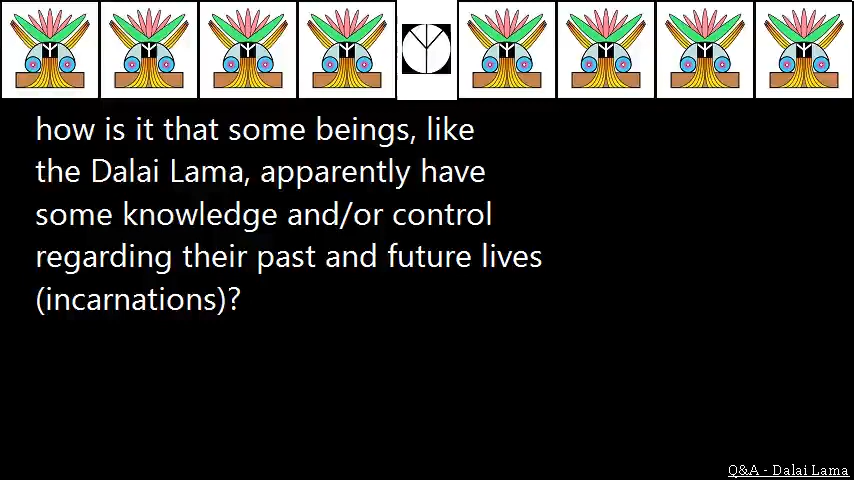 how is it that some beings, like
the Dalai Lama, apparently have
some knowledge and/or control
regarding their past and future lives
(incarnations)?
Q&A - Dalai Lama